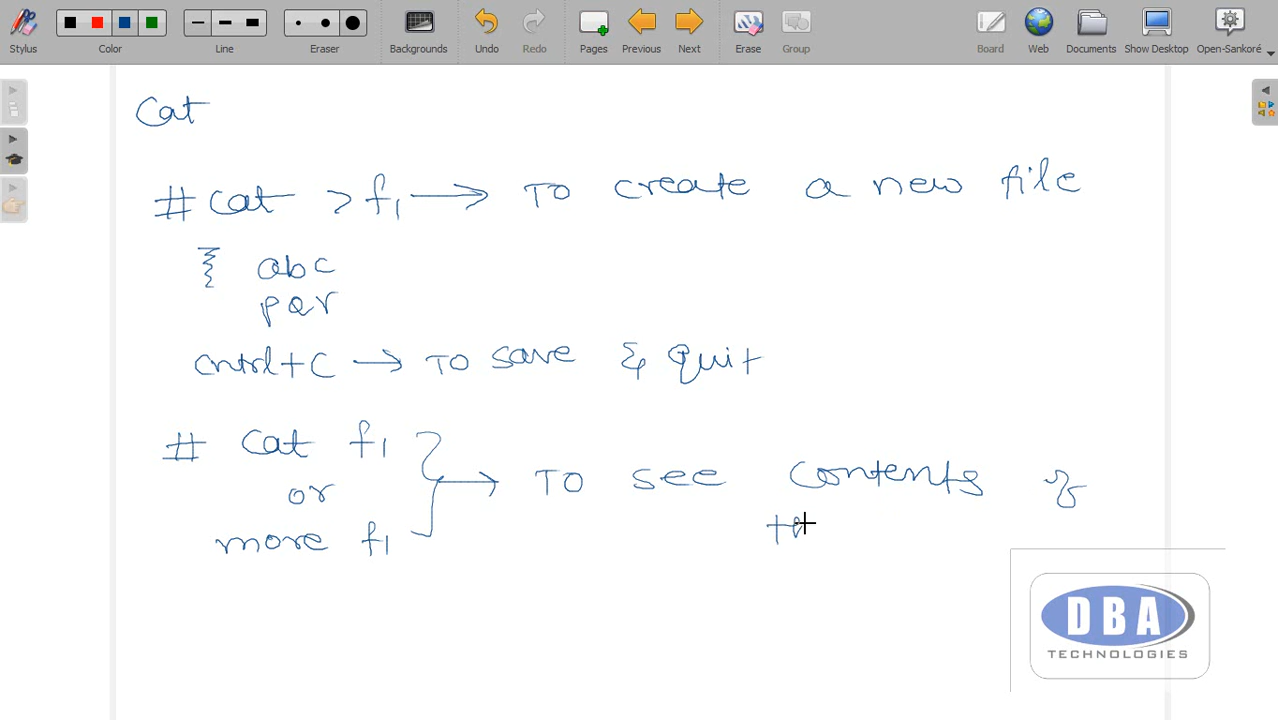 Stylus
Color
Line
Eraser
Backgrounds
Undo
Redo
Pages
Previous
Next
Erase
Group
Board
Web
Documents
Show Desktop
Open-Sankoré
Cat
# cat > f1 → To create a new file
abc
pqr
cntrl+C → To save & quit
# cat f1
or
more f1
→ To see contents of
th
DBA
TECHNOLOGIES